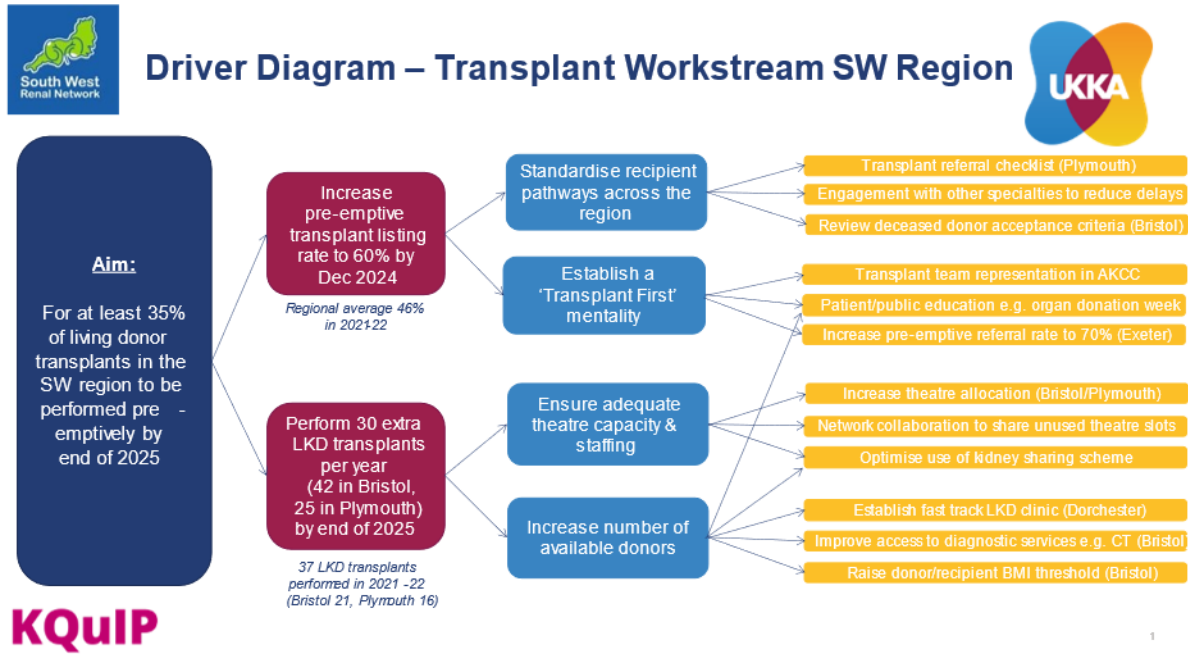 South West
Renal Network
Driver Diagram – Transplant Workstream SW Region
UKKA
Aim:
For at least 35%
of living donor
transplants in the
SW region to be
performed pre -
emptively by
end of 2025
Increase
pre-emptive
transplant listing
rate to 60% by
Dec 2024
Regional average 46%
in 2021-22
Perform 30 extra
LKD transplants
per year
(42 in Bristol,
25 in Plymouth)
by end of 2025
37 LKD transplants
performed in 2021 -22
(Bristol 21, Plymouth 16)
Standardise recipient
pathways across the
region
Establish a
‘Transplant First’
mentality
Ensure adequate
theatre capacity &
staffing
Increase number of
available donors
Transplant referral checklist (Plymouth)
Engagement with other specialties to reduce delays
Review deceased donor acceptance criteria (Bristol)
Transplant team representation in AKCC
Patient/public education e.g. organ donation week
Increase pre-emptive referral rate to 70% (Exeter)
Increase theatre allocation (Bristol/Plymouth)
Network collaboration to share unused theatre slots
Optimise use of kidney sharing scheme
Establish fast track LKD clinic (Dorchester)
Improve access to diagnostic services e.g. CT (Bristol
Raise donor/recipient BMI threshold (Bristol)
KQuIP
1